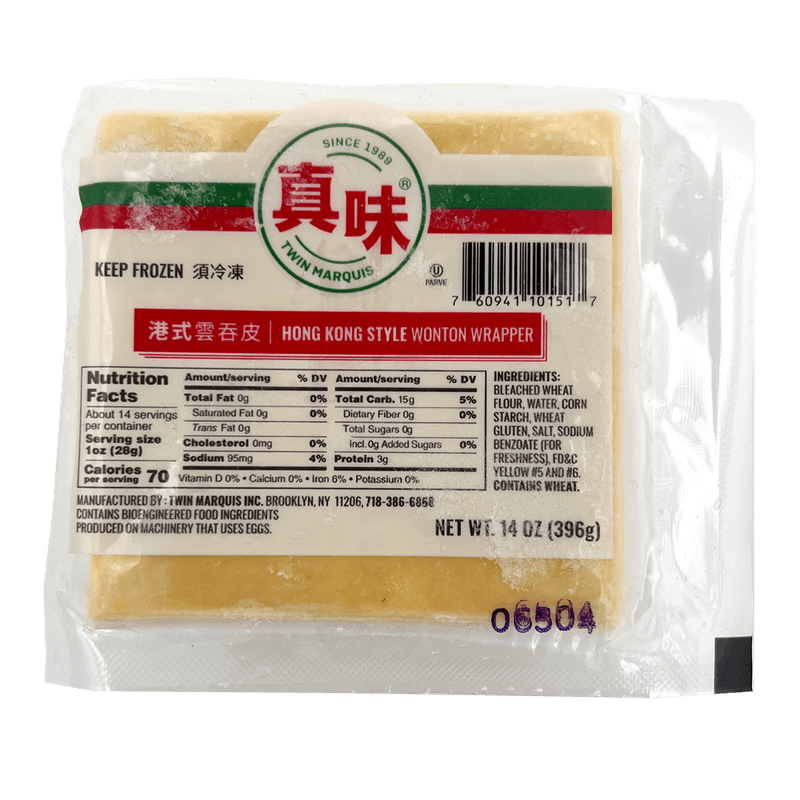 SINCE 1989
真味®
TWIN MARQUIS
KEEP FROZEN 須冷凍
U
PARVE
7 60941 10151 7
港式雲吞皮 | HONG KONG STYLE WONTON WRAPPER
Nutrition
Facts
About 14 servings
per container
Serving size
1oz (28g)
Calories
per serving 70
Amount/serving % DV
Total Fat 0g 0%
Saturated Fat 0g 0%
Trans Fat 0g
Cholesterol 0mg 0%
Sodium 95mg 4%
Amount/serving % DV
Total Carb. 15g 5%
Dietary Fiber 0g 0%
Total Sugars 0g
incl. 0g Added Sugars 0%
Protein 3g
Vitamin D 0% • Calcium 0% • Iron 6% • Potassium 0%
INGREDIENTS:
BLEACHED WHEAT
FLOUR, WATER, CORN
STARCH, WHEAT
GLUTEN, SALT, SODIUM
BENZOATE (FOR
FRESHNESS), FD&C
YELLOW #5 AND #6.
CONTAINS WHEAT.
MANUFACTURED BY: TWIN MARQUIS INC. BROOKLYN, NY 11206, 718-386-6868
CONTAINS BIOENGINEERED FOOD INGREDIENTS
PRODUCED ON MACHINERY THAT USES EGGS.
NET WT. 14 OZ (396g)